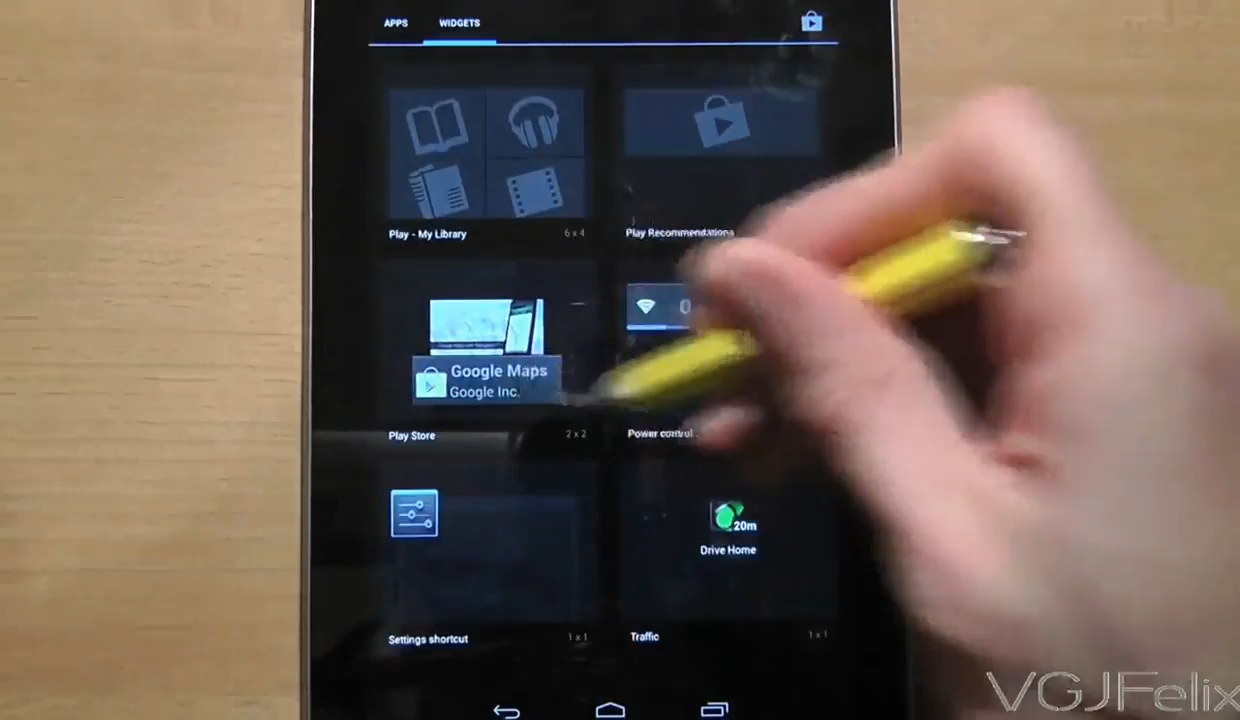 APPS
WIDGETS
Play - My Library
6 x 4
Play Recommendations
Google Maps
Google Inc.
Play Store
2 x 2
Power control
Settings shortcut
1 x 1
20m
Drive Home
Traffic
1 x 1
VGJFelix